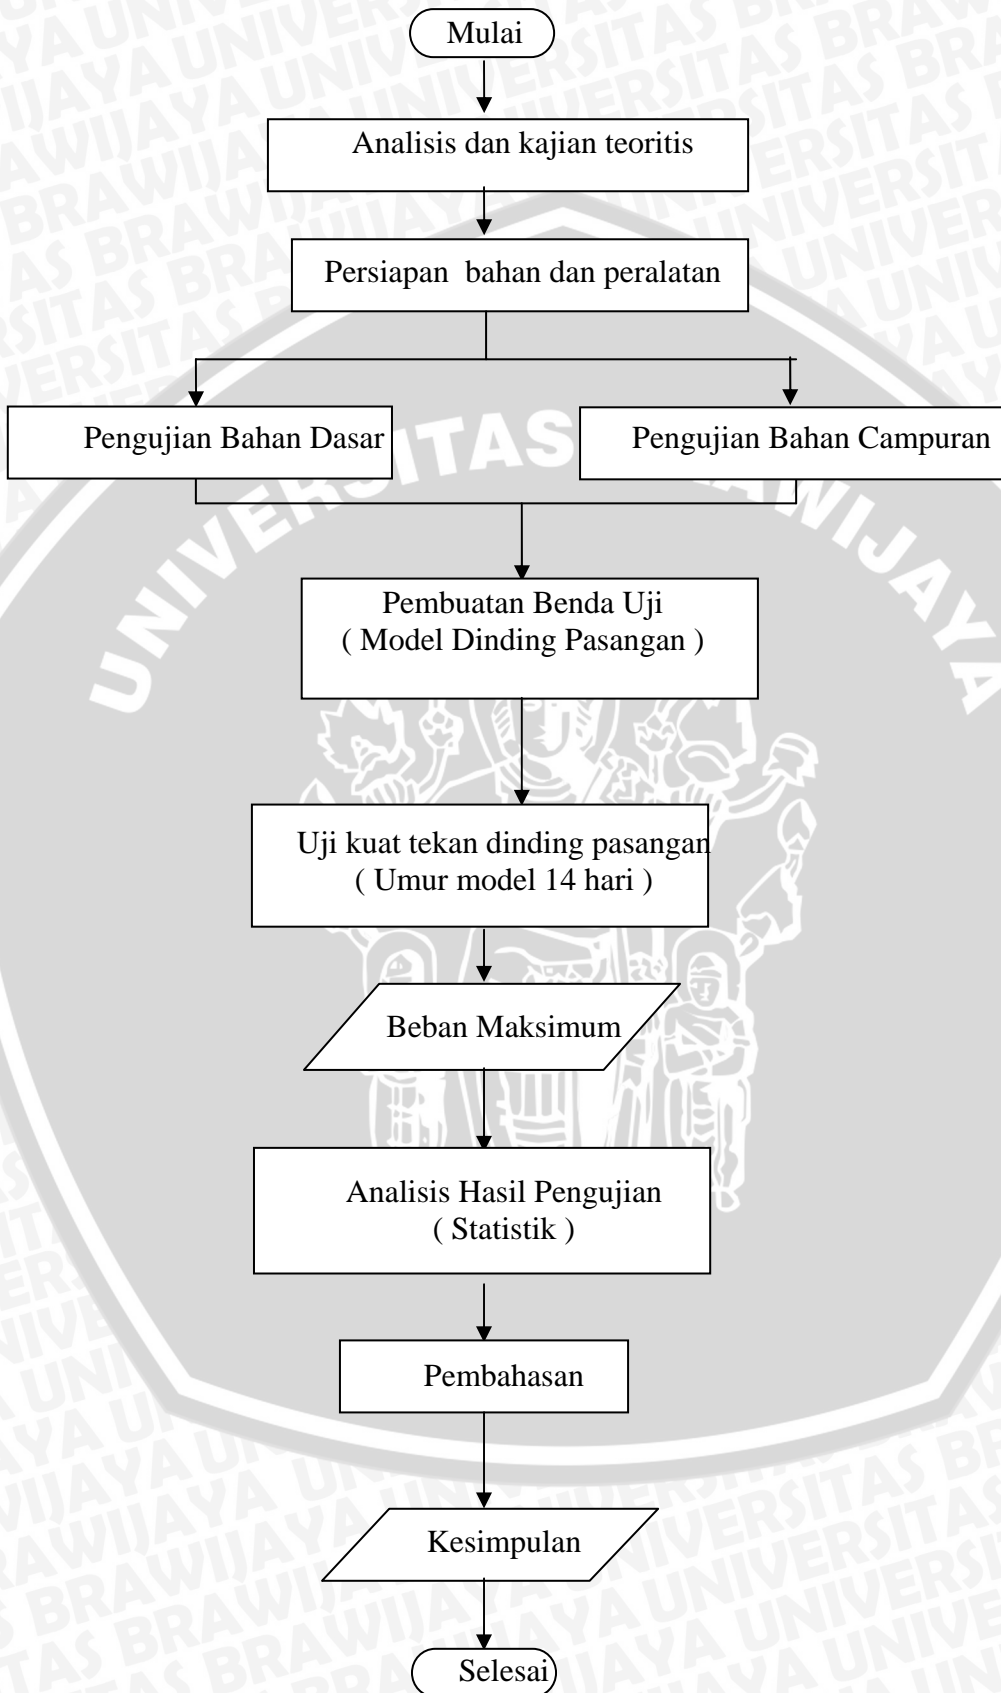 Mulai
Analisis dan kajian teoritis
Persiapan bahan dan peralatan
Pengujian Bahan Dasar
Pengujian Bahan Campuran
UNIVERSITAS BRAWIJAYA
Pembuatan Benda Uji
( Model Dinding Pasangan )
Uji kuat tekan dinding pasangan
( Umur model 14 hari )
Beban Maksimum
Analisis Hasil Pengujian
( Statistik )
Pembahasan
Kesimpulan
Selesai